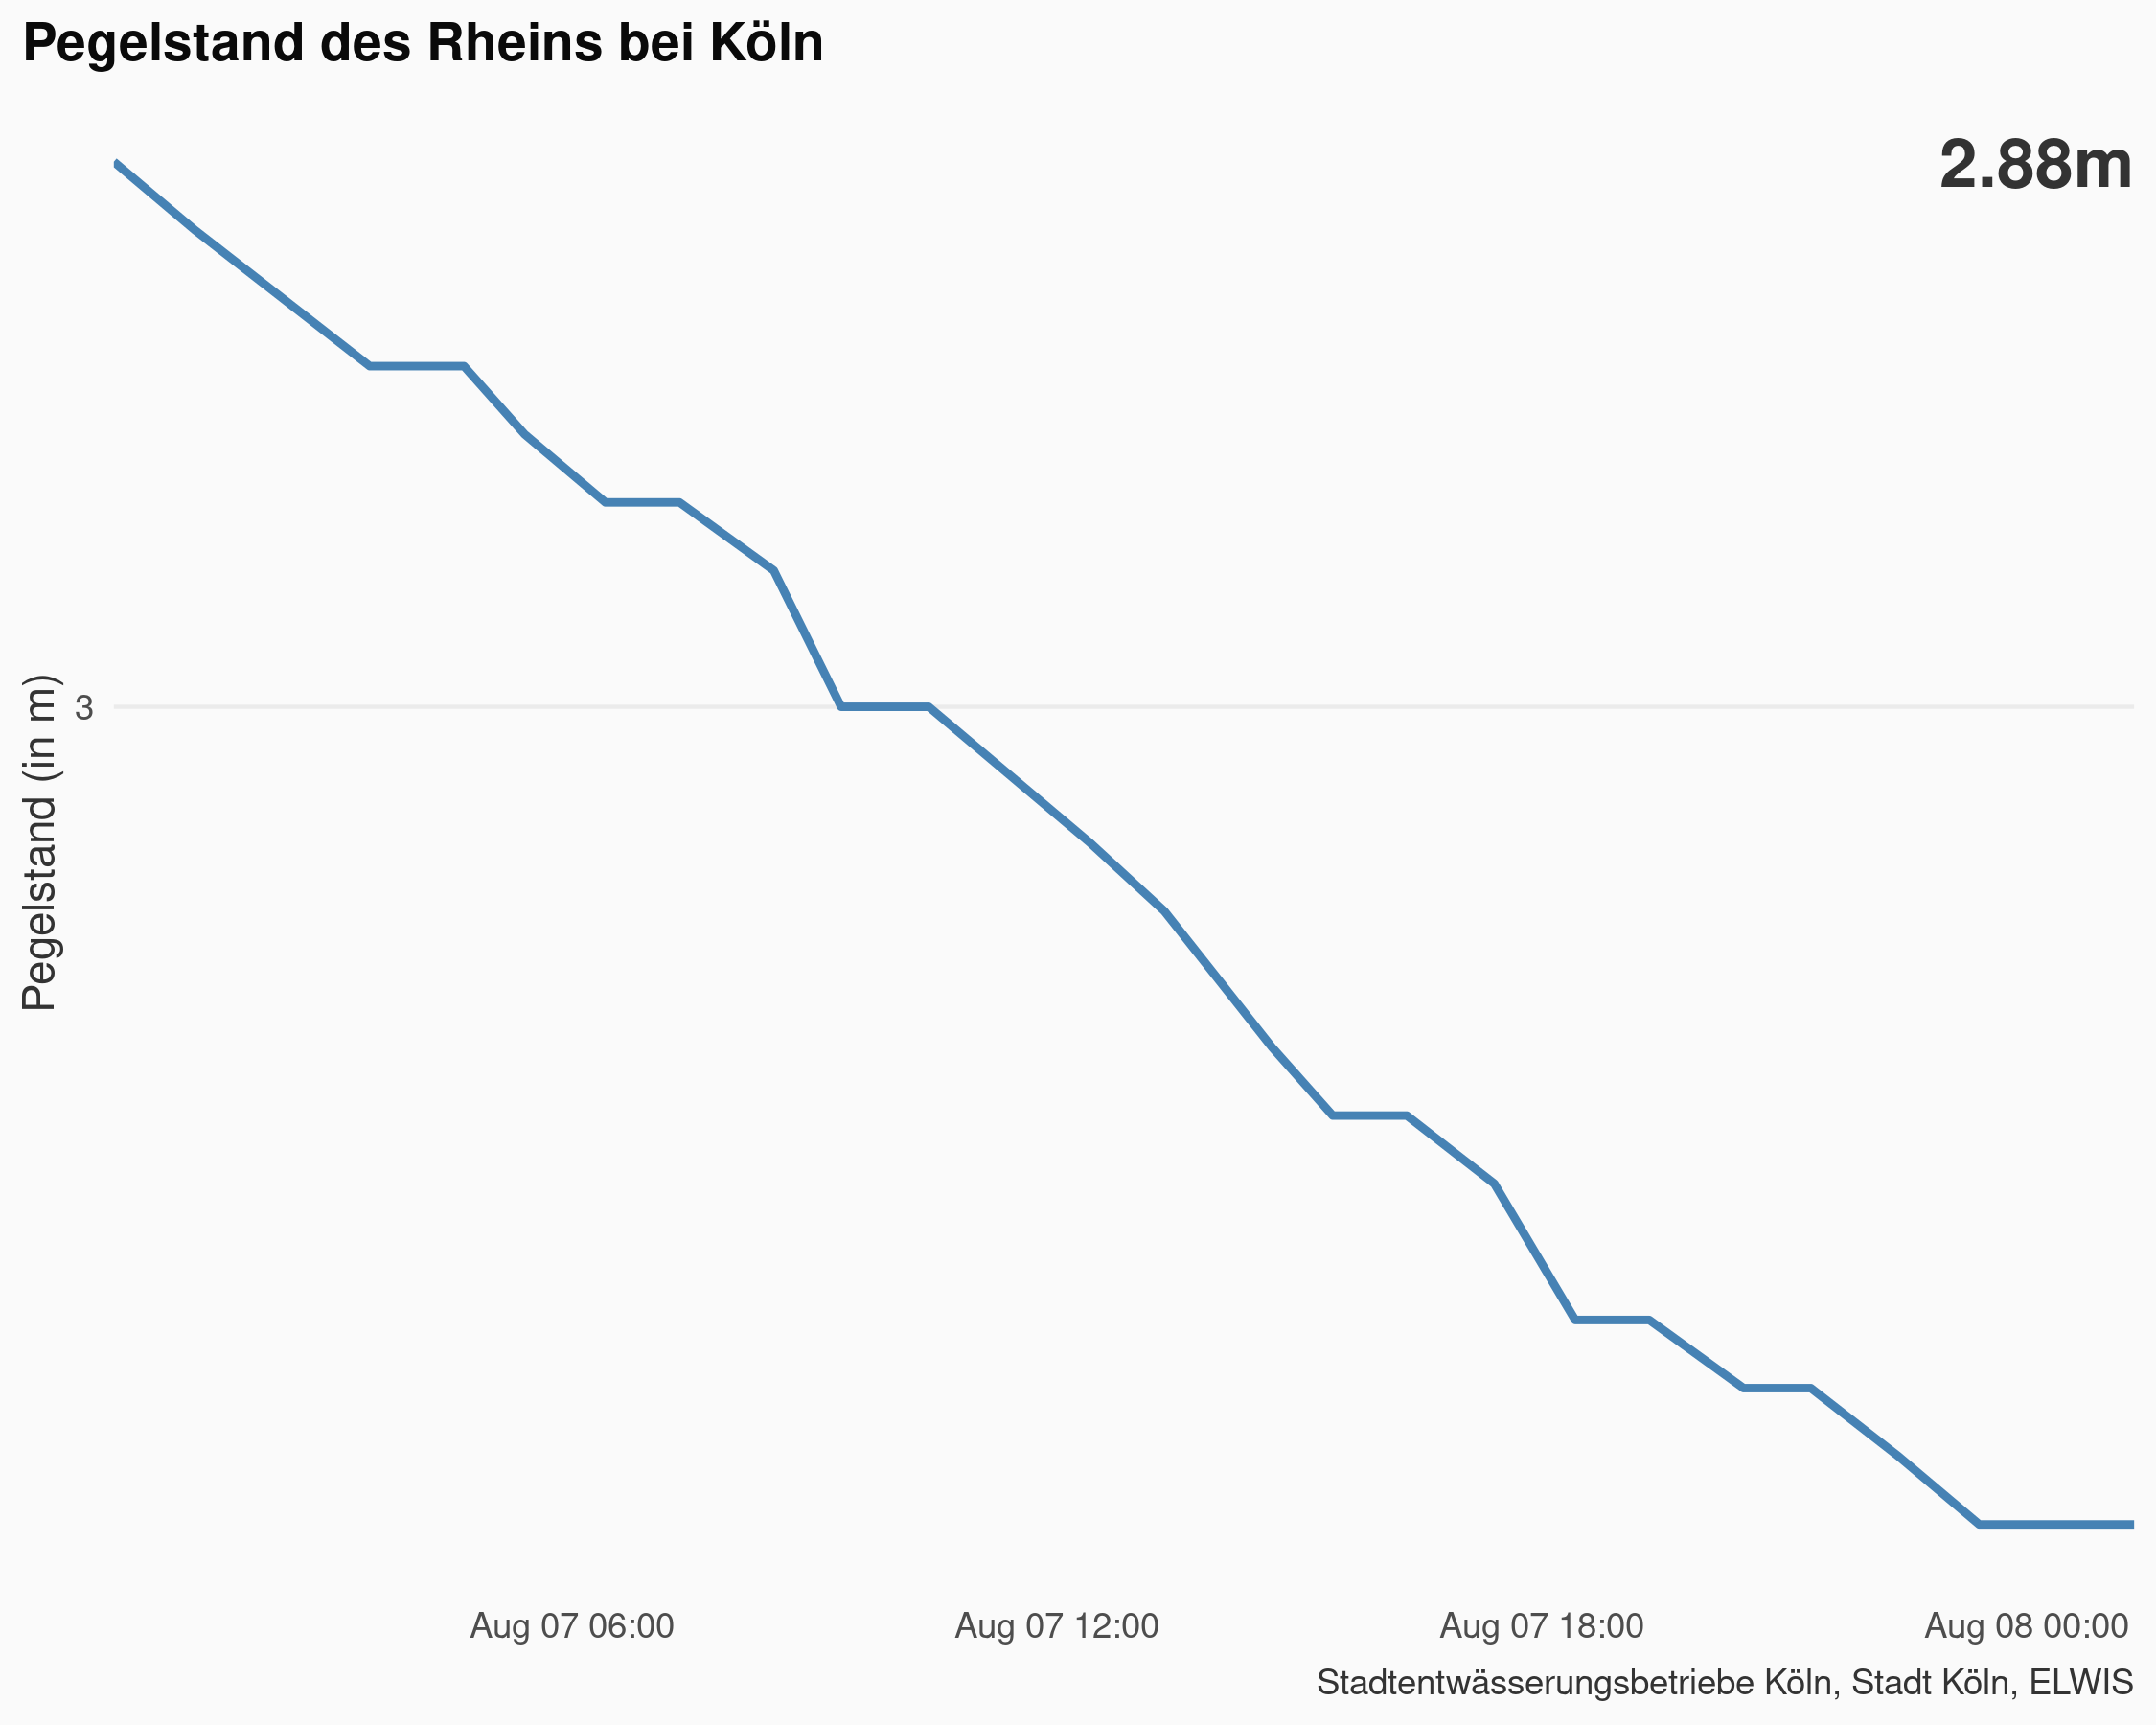 Pegelstand des Rheins bei Köln
2.88m
Pegelstand (in m)
3
Aug 07 06:00
Aug 07 12:00
Aug 07 18:00
Aug 08 00:00
Stadtentwässerungsbetriebe Köln, Stadt Köln, ELWIS